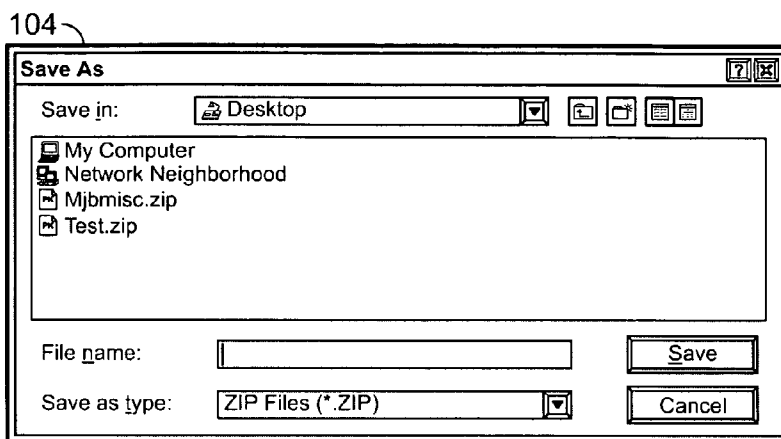 104
Save As
Save in: Desktop
My Computer
Network Neighborhood
Mjbmisc.zip
Test.zip
File name: Save
Save as type: ZIP Files (*.ZIP) Cancel